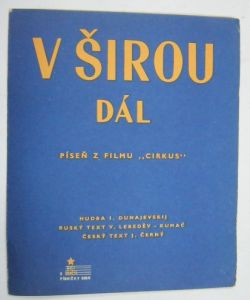 V ŠIROU
DÁL
PÍSEŇ Z FILMU „CIRKUS"
HUDBA I. DUNAJEVSKIJ
RUSKÝ TEXT V. LEBEDĚV - KUMAČ
ČESKÝ TEXT J. ČERNÝ